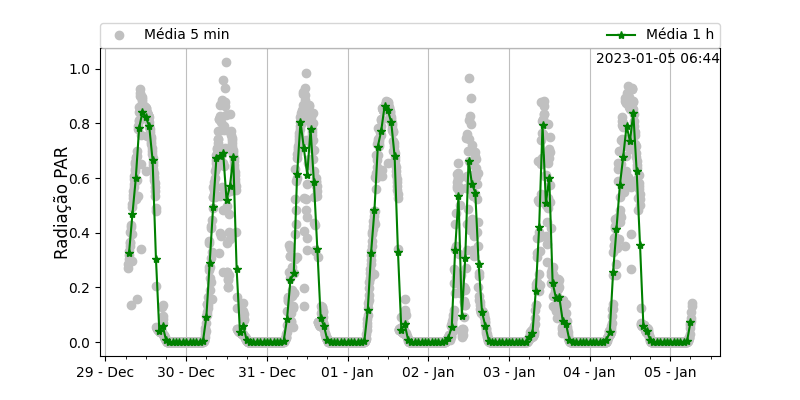 Média 5 min
Média 1 h
2023-01-05 06:44
Radiação PAR
1.0
0.8
0.6
0.4
0.2
0.0
29 - Dec
30 - Dec
31 - Dec
01 - Jan
02 - Jan
03 - Jan
04 - Jan
05 - Jan